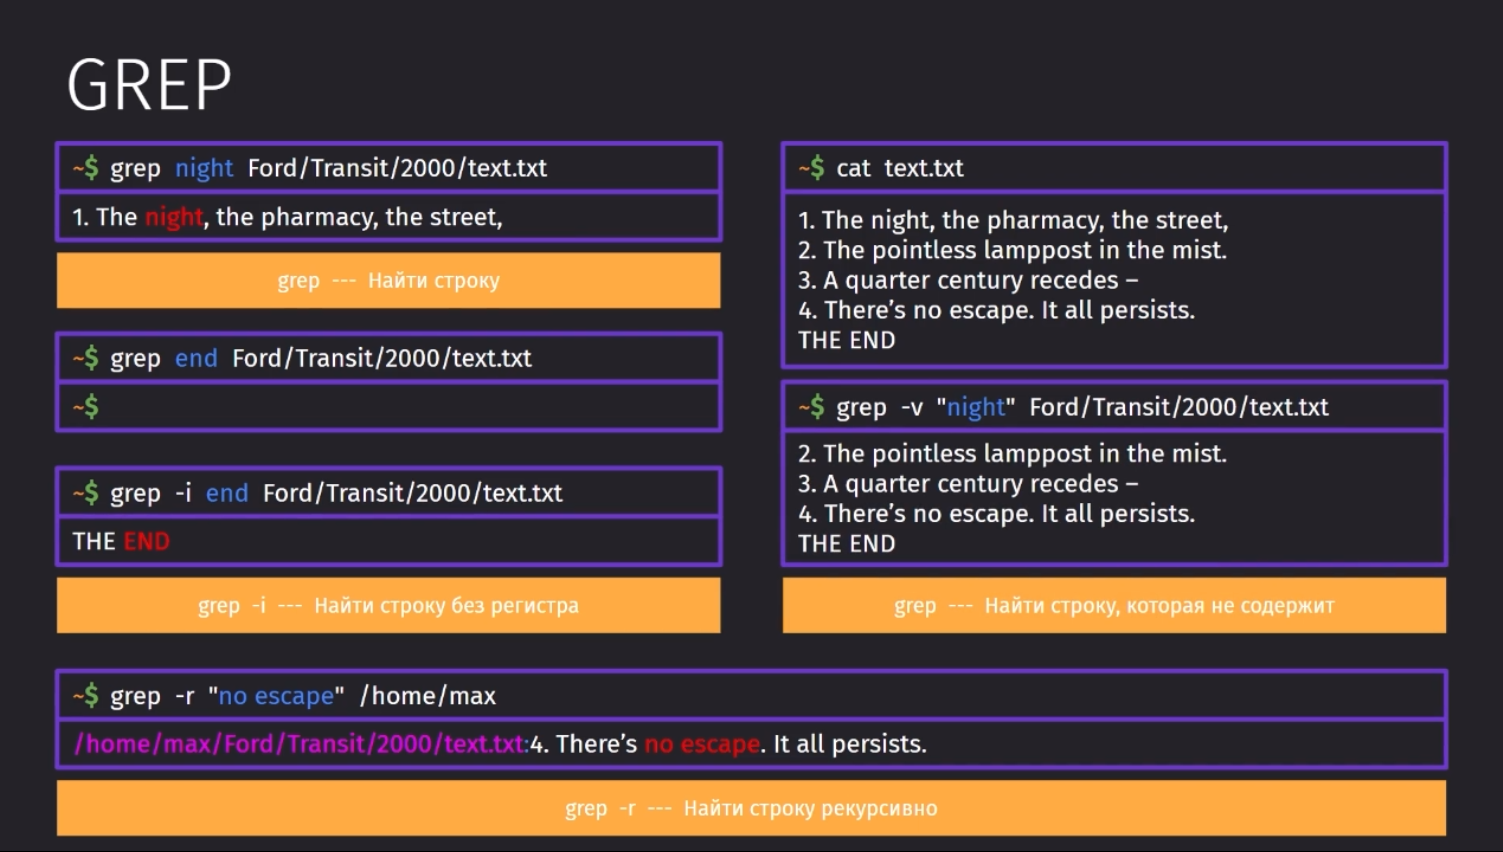 GREP
~$ grep night Ford/Transit/2000/text.txt
1. The night, the pharmacy, the street,
grep --- Найти строку
~$ grep end Ford/Transit/2000/text.txt
~$
~$ grep -i end Ford/Transit/2000/text.txt
THE END
grep -i --- Найти строку без регистра
~$ cat text.txt
1. The night, the pharmacy, the street,
2. The pointless lamppost in the mist.
3. A quarter century recedes –
4. There’s no escape. It all persists.
THE END
~$ grep -v "night" Ford/Transit/2000/text.txt
2. The pointless lamppost in the mist.
3. A quarter century recedes –
4. There’s no escape. It all persists.
THE END
grep --- Найти строку, которая не содержит
~$ grep -r "no escape" /home/max
/home/max/Ford/Transit/2000/text.txt:4. There’s no escape. It all persists.
grep -r --- Найти строку рекурсивно